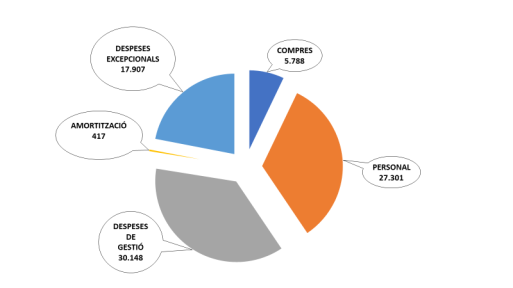 DESPESES
EXCEPCIONALS
17.907
COMPRES
5.788
AMORTITZACIÓ
417
PERSONAL
27.301
DESPESES
DE
GESTIÓ
30.148